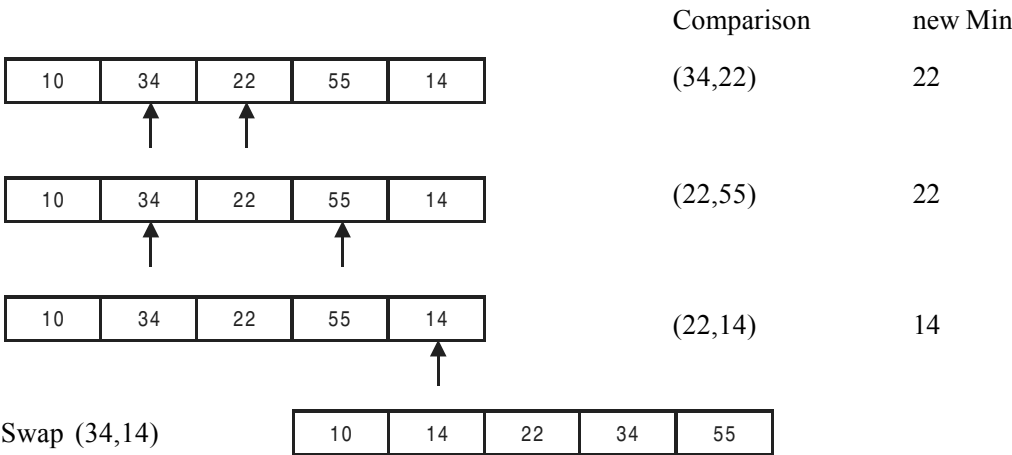 Comparison new Min
10 34 22 55 14 (34,22) 22
10 34 22 55 14 (22,55) 22
10 34 22 55 14 (22,14) 14
Swap (34,14) 10 14 22 34 55